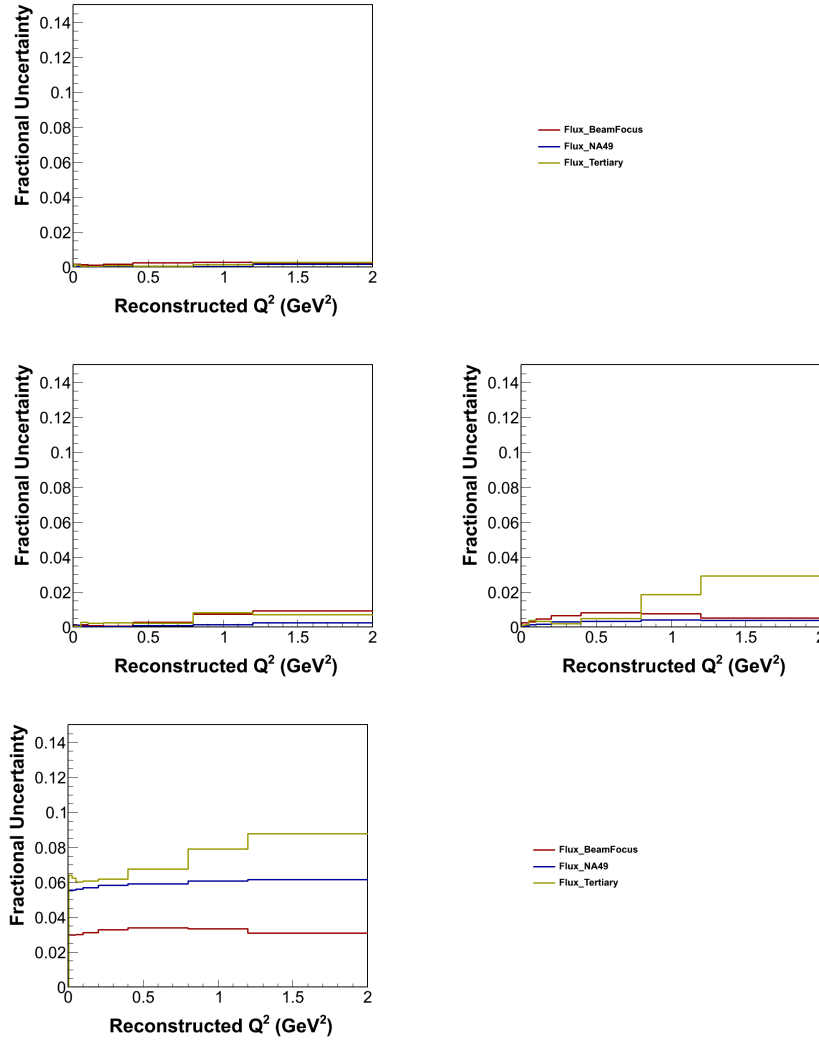 Fractional Uncertainty
0.14
0.12
0.1
0.08
0.06
0.04
0.02
0
0 0.5 1 1.5 2
Reconstructed Q² (GeV²)
Flux_BeamFocus
Flux_NA49
Flux_Tertiary
Fractional Uncertainty
0.14
0.12
0.1
0.08
0.06
0.04
0.02
0
0 0.5 1 1.5 2
Reconstructed Q² (GeV²)
Fractional Uncertainty
0.14
0.12
0.1
0.08
0.06
0.04
0.02
0
0 0.5 1 1.5 2
Reconstructed Q² (GeV²)
Fractional Uncertainty
0.14
0.12
0.1
0.08
0.06
0.04
0.02
0
0 0.5 1 1.5 2
Reconstructed Q² (GeV²)
Flux_BeamFocus
Flux_NA49
Flux_Tertiary